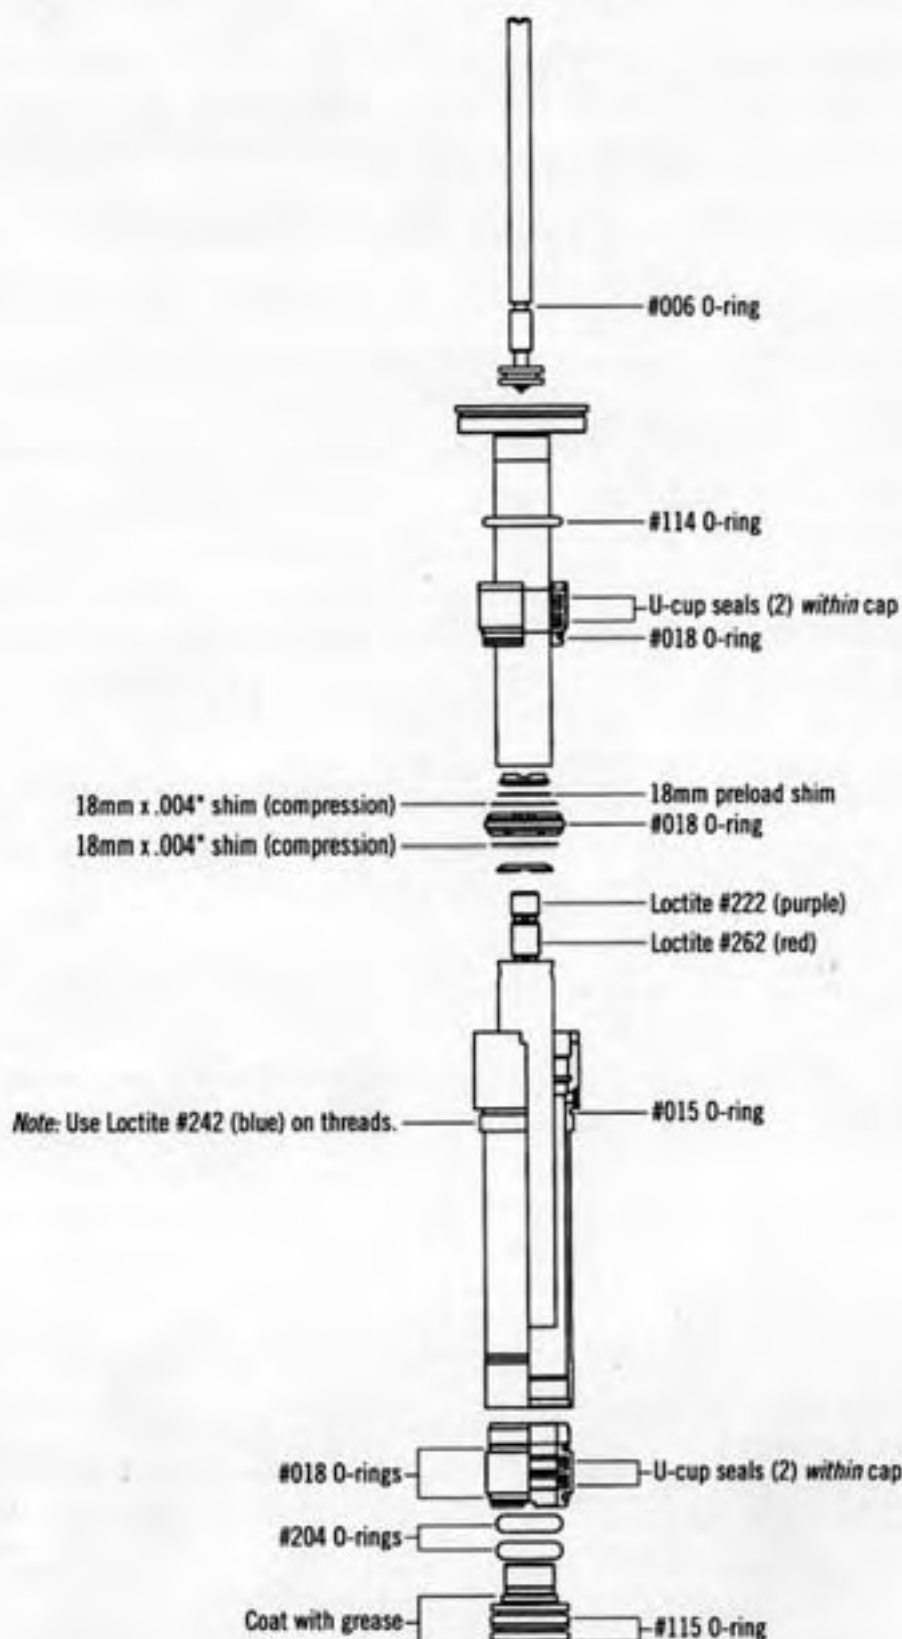 #006 O-ring
#114 O-ring
U-cup seals (2) within cap
#018 O-ring
18mm preload shim
18mm x .004" shim (compression)
#018 O-ring
18mm x .004" shim (compression)
Loctite #222 (purple)
Loctite #262 (red)
#015 O-ring
Note: Use Loctite #242 (blue) on threads.
#018 O-rings
U-cup seals (2) within cap
#204 O-rings
Coat with grease
#115 O-ring